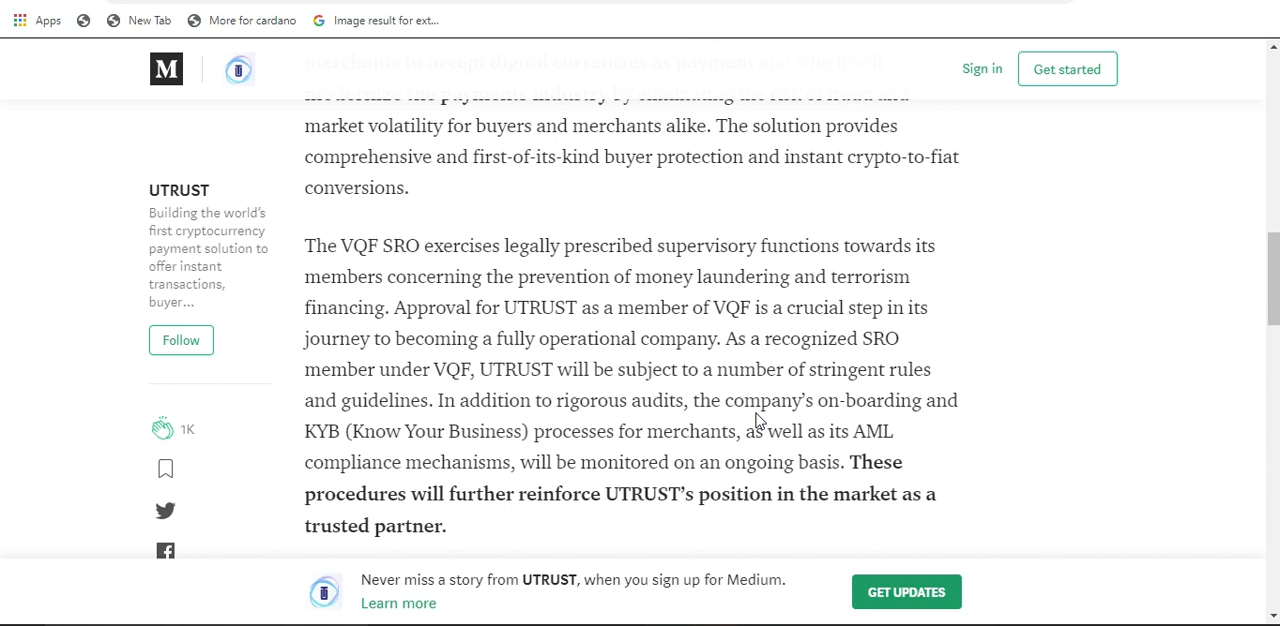 Apps
New Tab
More for cardano
Image result for ext...
M
Sign in
Get started
merchants to accept digital currencies as payment and which will
modernize the payments industry by eliminating the risk of fraud and
market volatility for buyers and merchants alike. The solution provides
comprehensive and first-of-its-kind buyer protection and instant crypto-to-fiat
conversions.
UTRUST
Building the world's
first cryptocurrency
payment solution to
offer instant
transactions,
buyer...
Follow
1K
The VQF SRO exercises legally prescribed supervisory functions towards its
members concerning the prevention of money laundering and terrorism
financing. Approval for UTRUST as a member of VQF is a crucial step in its
journey to becoming a fully operational company. As a recognized SRO
member under VQF, UTRUST will be subject to a number of stringent rules
and guidelines. In addition to rigorous audits, the company's on-boarding and
KYB (Know Your Business) processes for merchants, as well as its AML
compliance mechanisms, will be monitored on an ongoing basis. These
procedures will further reinforce UTRUST's position in the market as a
trusted partner.
Never miss a story from UTRUST, when you sign up for Medium.
Learn more
GET UPDATES